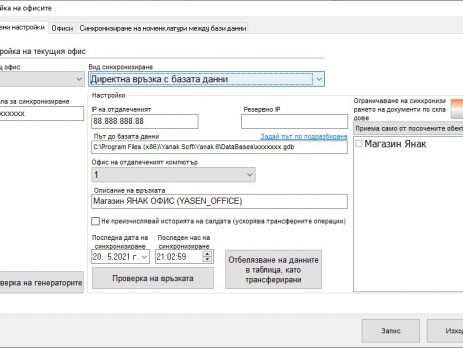 йка на офисите
вни настройки Офиси Синхронизиране на номенклатури между бази данни
ройка на текущия офис
щ офис
Вид синхронизиране
Директна връзка с базата данни
Настройки
ла за синхронизиране
xxxxxxx
IP на отдалеченият
Резервно IP
88.888.888.88
Път до базата данни
Задай път по подразбиране
C:\Program Files (x86)\Yanak Soft\Yanak 6\DataBases\xxxxxxx.gdb
Офис на отдалеченият компютър
1
Описание на връзката
Магазин ЯНАК ОФИС (YASEN_OFFICE)
Не преизчислявай историята на салдата (ускорява трансферните операции)
Последна дата на синхронизиране
Последен час на синхронизиране
20. 5.2021 г.
21:02:59
Проверка на връзката
Отбелязване на данните
в таблица, като
трансферирани
верка на генераторите
Ограничаване на синхронизи
рането на документи по скла
дове
Приема само от посочените обект
Магазин Янак
Запис
Изход